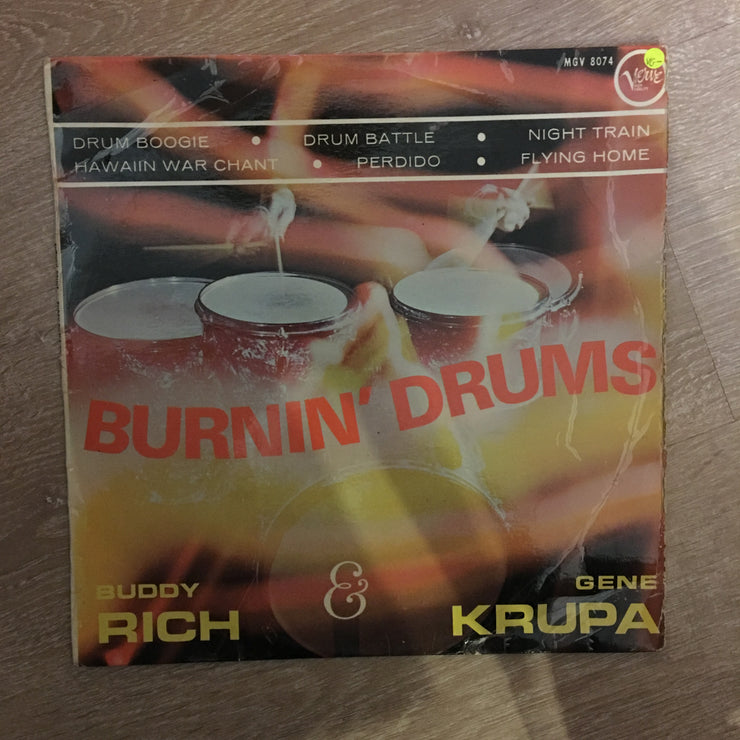 MGV 8074
VG-
Verve
DRUM BOOGIE • DRUM BATTLE • NIGHT TRAIN
HAWAIIN WAR CHANT • PERDIDO • FLYING HOME
BURNIN' DRUMS
BUDDY
RICH
&
GENE
KRUPA